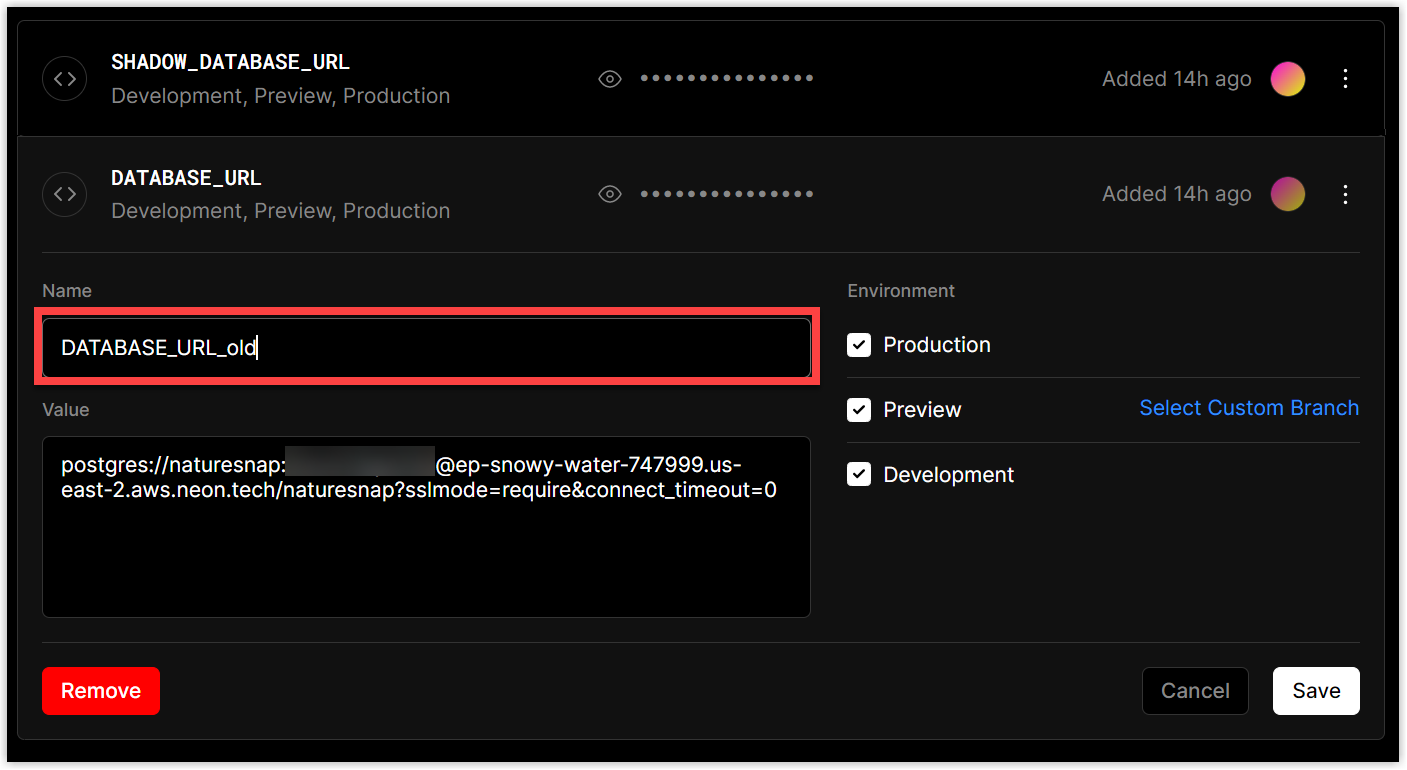 SHADOW_DATABASE_URL
Development, Preview, Production
•••••••••••••••
Added 14h ago
DATABASE_URL
Development, Preview, Production
•••••••••••••••
Added 14h ago
Name
DATABASE_URL_old
Value
postgres://naturesnap:
@ep-snowy-water-747999.us-
east-2.aws.neon.tech/naturesnap?sslmode=require&connect_timeout=0
Environment
Production
Preview
Select Custom Branch
Development
Remove
Cancel
Save